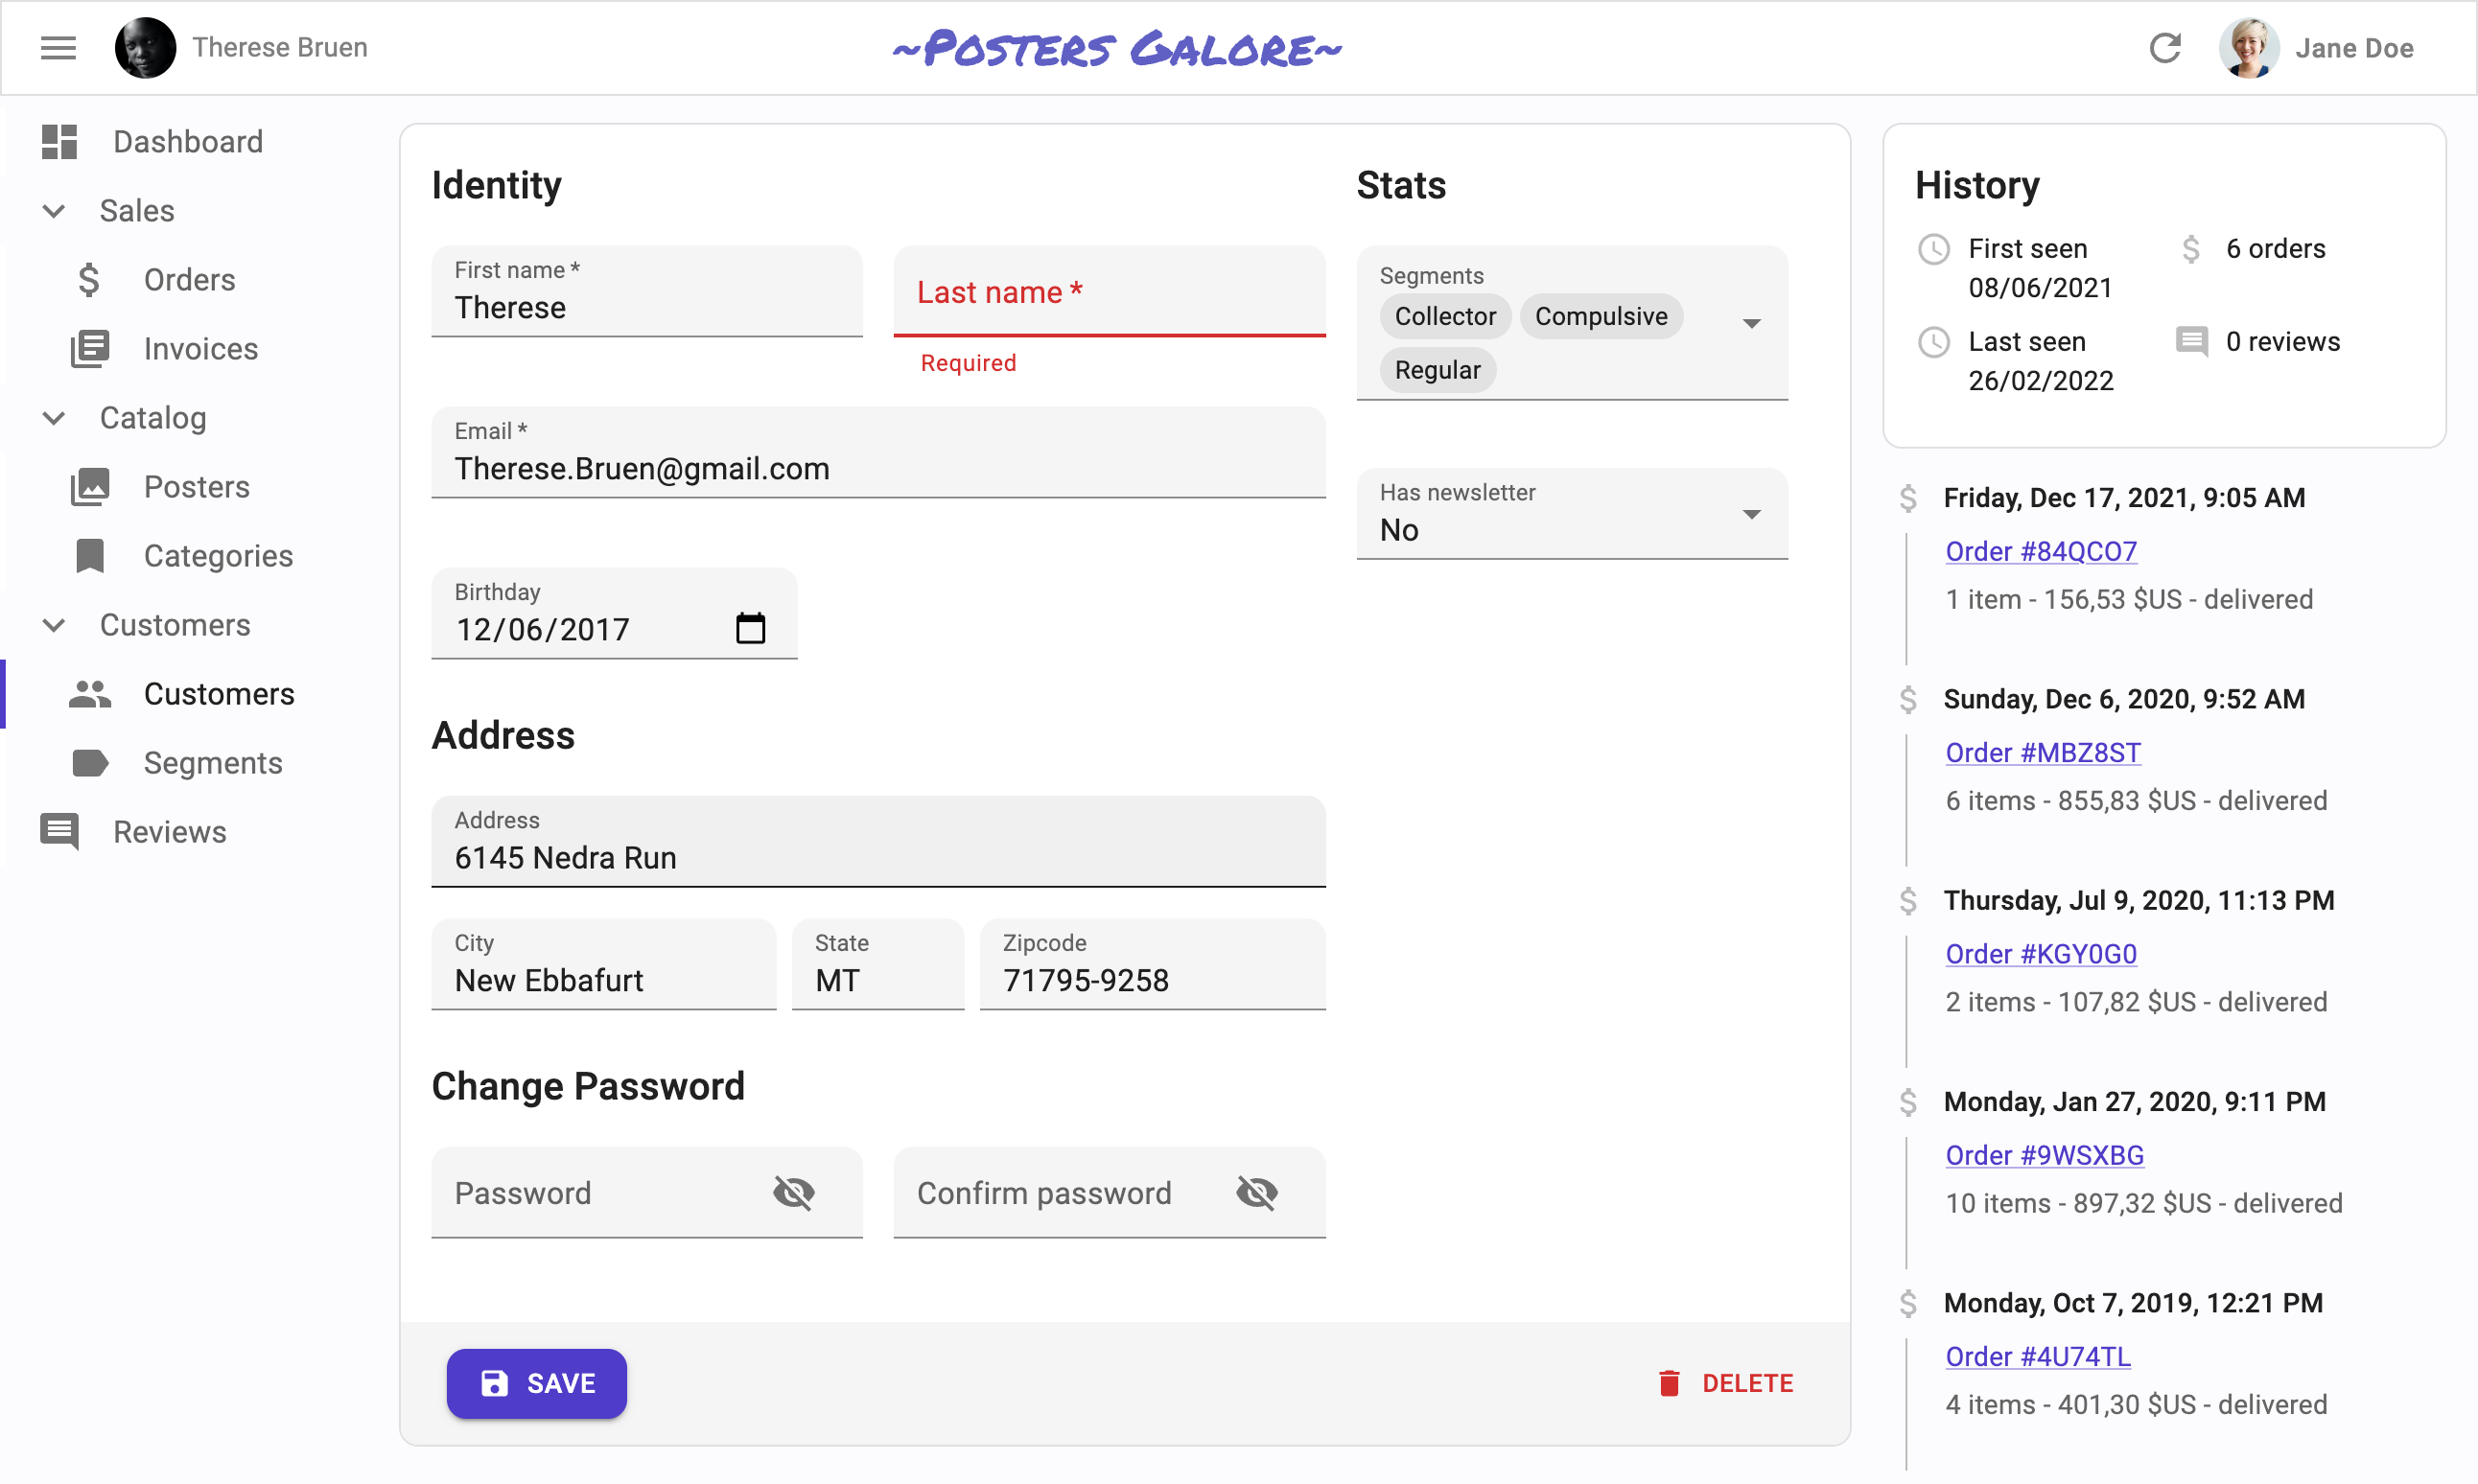 Therese Bruen
~Posters Galore~
Jane Doe
Dashboard
Sales
Orders
Invoices
Catalog
Posters
Categories
Customers
Customers
Segments
Reviews
Identity
First name *
Therese
Last name *
Required
Email *
Therese.Bruen@gmail.com
Birthday
12/06/2017
Address
Address
6145 Nedra Run
City
New Ebbafurt
State
MT
Zipcode
71795-9258
Change Password
Password
Confirm password
Stats
Segments
Collector Compulsive
Regular
Has newsletter
No
SAVE
DELETE
History
First seen
08/06/2021
6 orders
Last seen
26/02/2022
0 reviews
Friday, Dec 17, 2021, 9:05 AM
Order #84QCO7
1 item - 156,53 $US - delivered
Sunday, Dec 6, 2020, 9:52 AM
Order #MBZ8ST
6 items - 855,83 $US - delivered
Thursday, Jul 9, 2020, 11:13 PM
Order #KGY0G0
2 items - 107,82 $US - delivered
Monday, Jan 27, 2020, 9:11 PM
Order #9WSXBG
10 items - 897,32 $US - delivered
Monday, Oct 7, 2019, 12:21 PM
Order #4U74TL
4 items - 401,30 $US - delivered